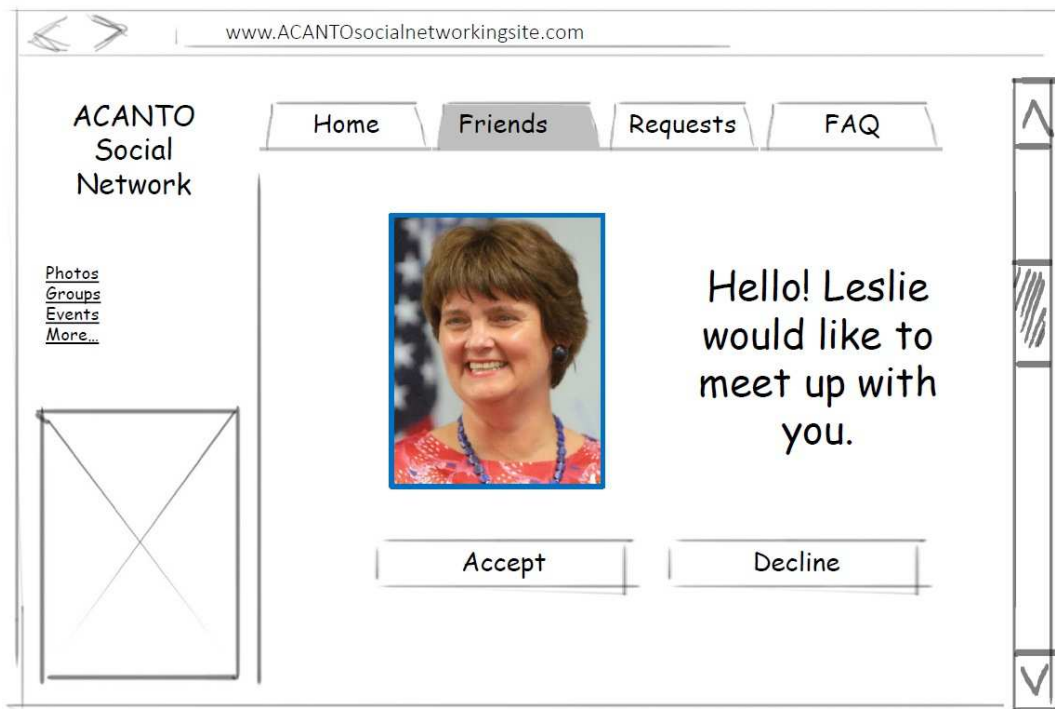 www.ACANTOsocialnetworkingsite.com
ACANTO
Social
Network
Home
Friends
Requests
FAQ
Photos
Groups
Events
More...
Hello! Leslie
would like to
meet up with
you.
Accept
Decline